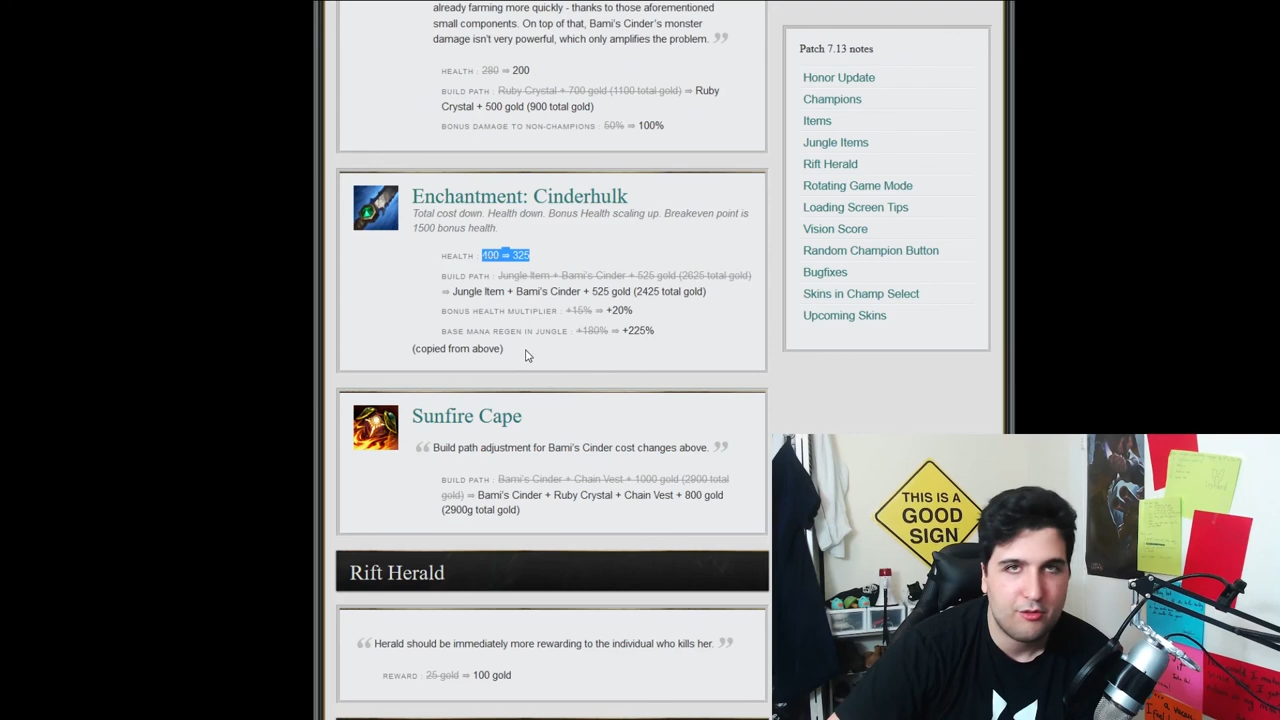 already farming more quickly - thanks to those aforementioned
small components. On top of that, Bami's Cinder's monster
damage isn't very powerful, which only amplifies the problem. ”
HEALTH : 280 ⇒ 200
BUILD PATH : Ruby Crystal + 700 gold (1100 total gold) ⇒ Ruby
Crystal + 500 gold (900 total gold)
BONUS DAMAGE TO NON-CHAMPIONS : 50% ⇒ 100%
Enchantment: Cinderhulk
Total cost down. Health down. Bonus Health scaling up. Breakeven point is
1500 bonus health.
HEALTH : 400 ⇒ 325
BUILD PATH : Jungle Item + Bami's Cinder + 525 gold (2625 total gold)
⇒ Jungle Item + Bami's Cinder + 525 gold (2425 total gold)
BONUS HEALTH MULTIPLIER : +15% ⇒ +20%
BASE MANA REGEN IN JUNGLE : +180% ⇒ +225%
(copied from above)
Sunfire Cape
“ Build path adjustment for Bami's Cinder cost changes above. ”
BUILD PATH : Bami's Cinder + Chain Vest + 1000 gold (2900 total
gold) ⇒ Bami's Cinder + Ruby Crystal + Chain Vest + 800 gold
(2900g total gold)
Rift Herald
“ Herald should be immediately more rewarding to the individual who kills her. ”
REWARD : 25 gold ⇒ 100 gold
Patch 7.13 notes
Honor Update
Champions
Items
Jungle Items
Rift Herald
Rotating Game Mode
Loading Screen Tips
Vision Score
Random Champion Button
Bugfixes
Skins in Champ Select
Upcoming Skins
THIS IS A
GOOD
SIGN